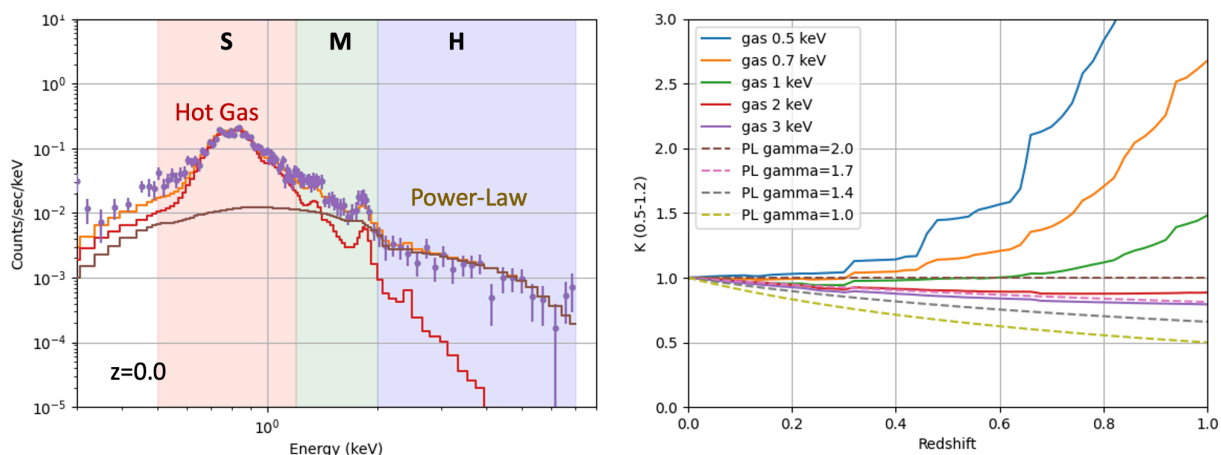 10¹
10⁰
10⁻¹
10⁻²
10⁻³
10⁻⁴
10⁻⁵
Counts/sec/keV
S
M
H
Hot Gas
Power-Law
z=0.0
10⁰
Energy (keV)
3.0
2.5
2.0
1.5
1.0
0.5
0.0
K (0.5-1.2)
gas 0.5 keV
gas 0.7 keV
gas 1 keV
gas 2 keV
gas 3 keV
PL gamma=2.0
PL gamma=1.7
PL gamma=1.4
PL gamma=1.0
0.0 0.2 0.4 0.6 0.8 1.0
Redshift